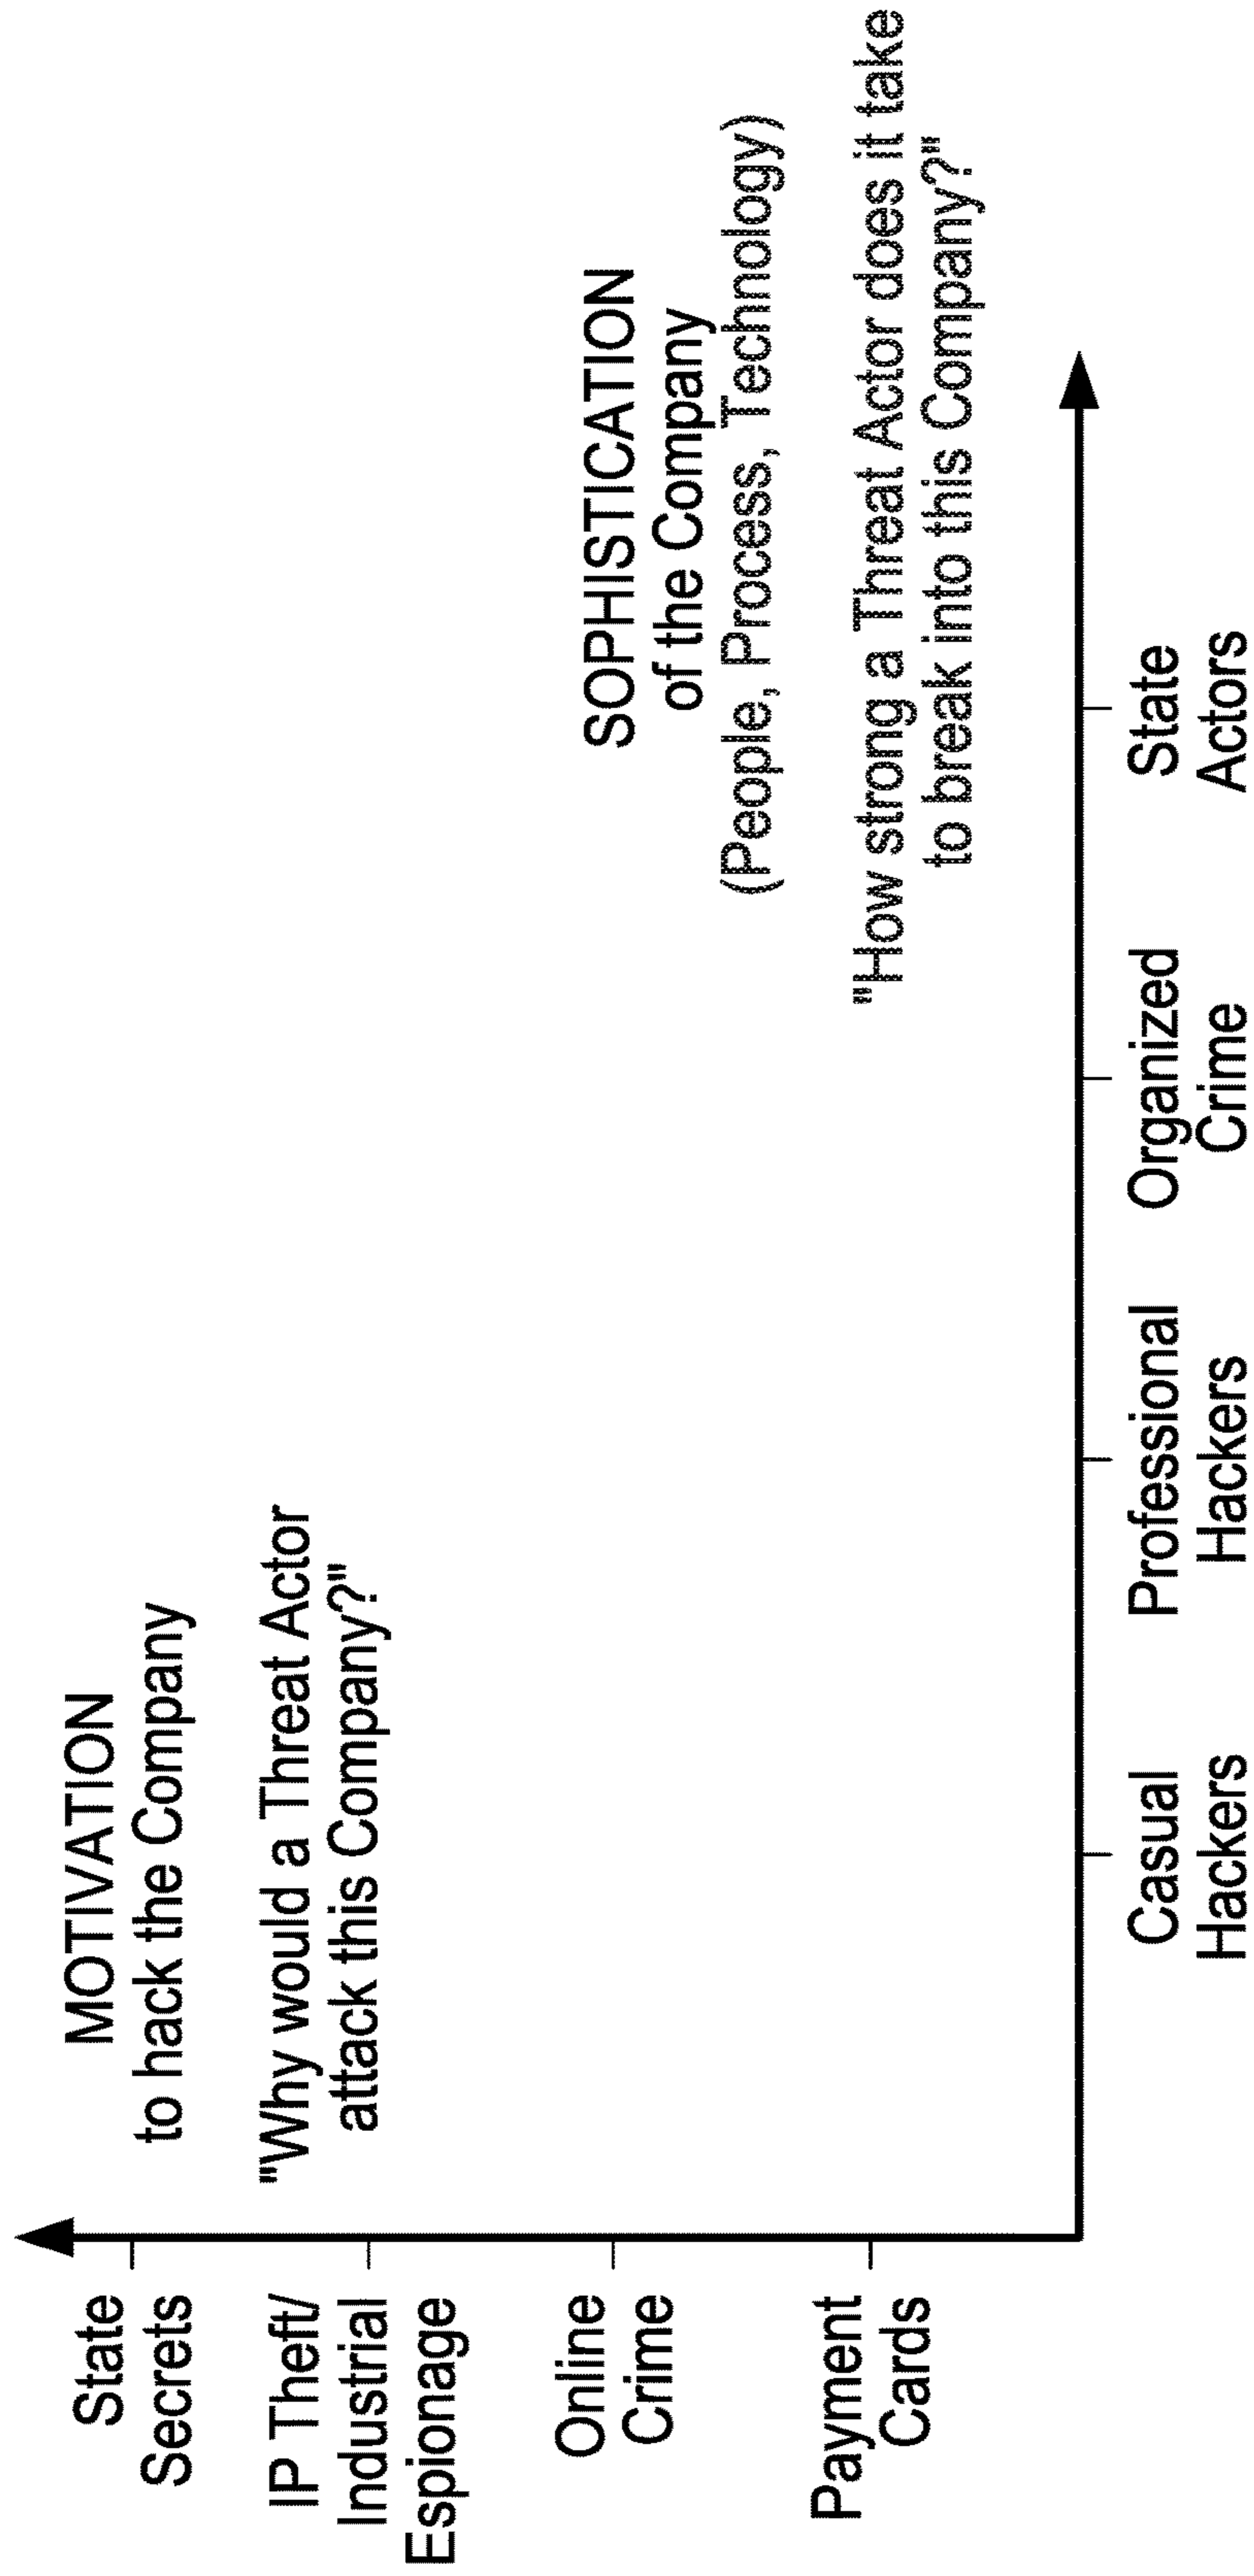 MOTIVATION
to hack the Company
"Why would a Threat Actor
attack this Company?"
State
Secrets
IP Theft/
Industrial
Espionage
Online
Crime
Payment
Cards
SOPHISTICATION
of the Company
(People, Process, Technology)
"How strong a Threat Actor does it take
to break into this Company?"
Casual
Hackers
Professional
Hackers
Organized
Crime
State
Actors